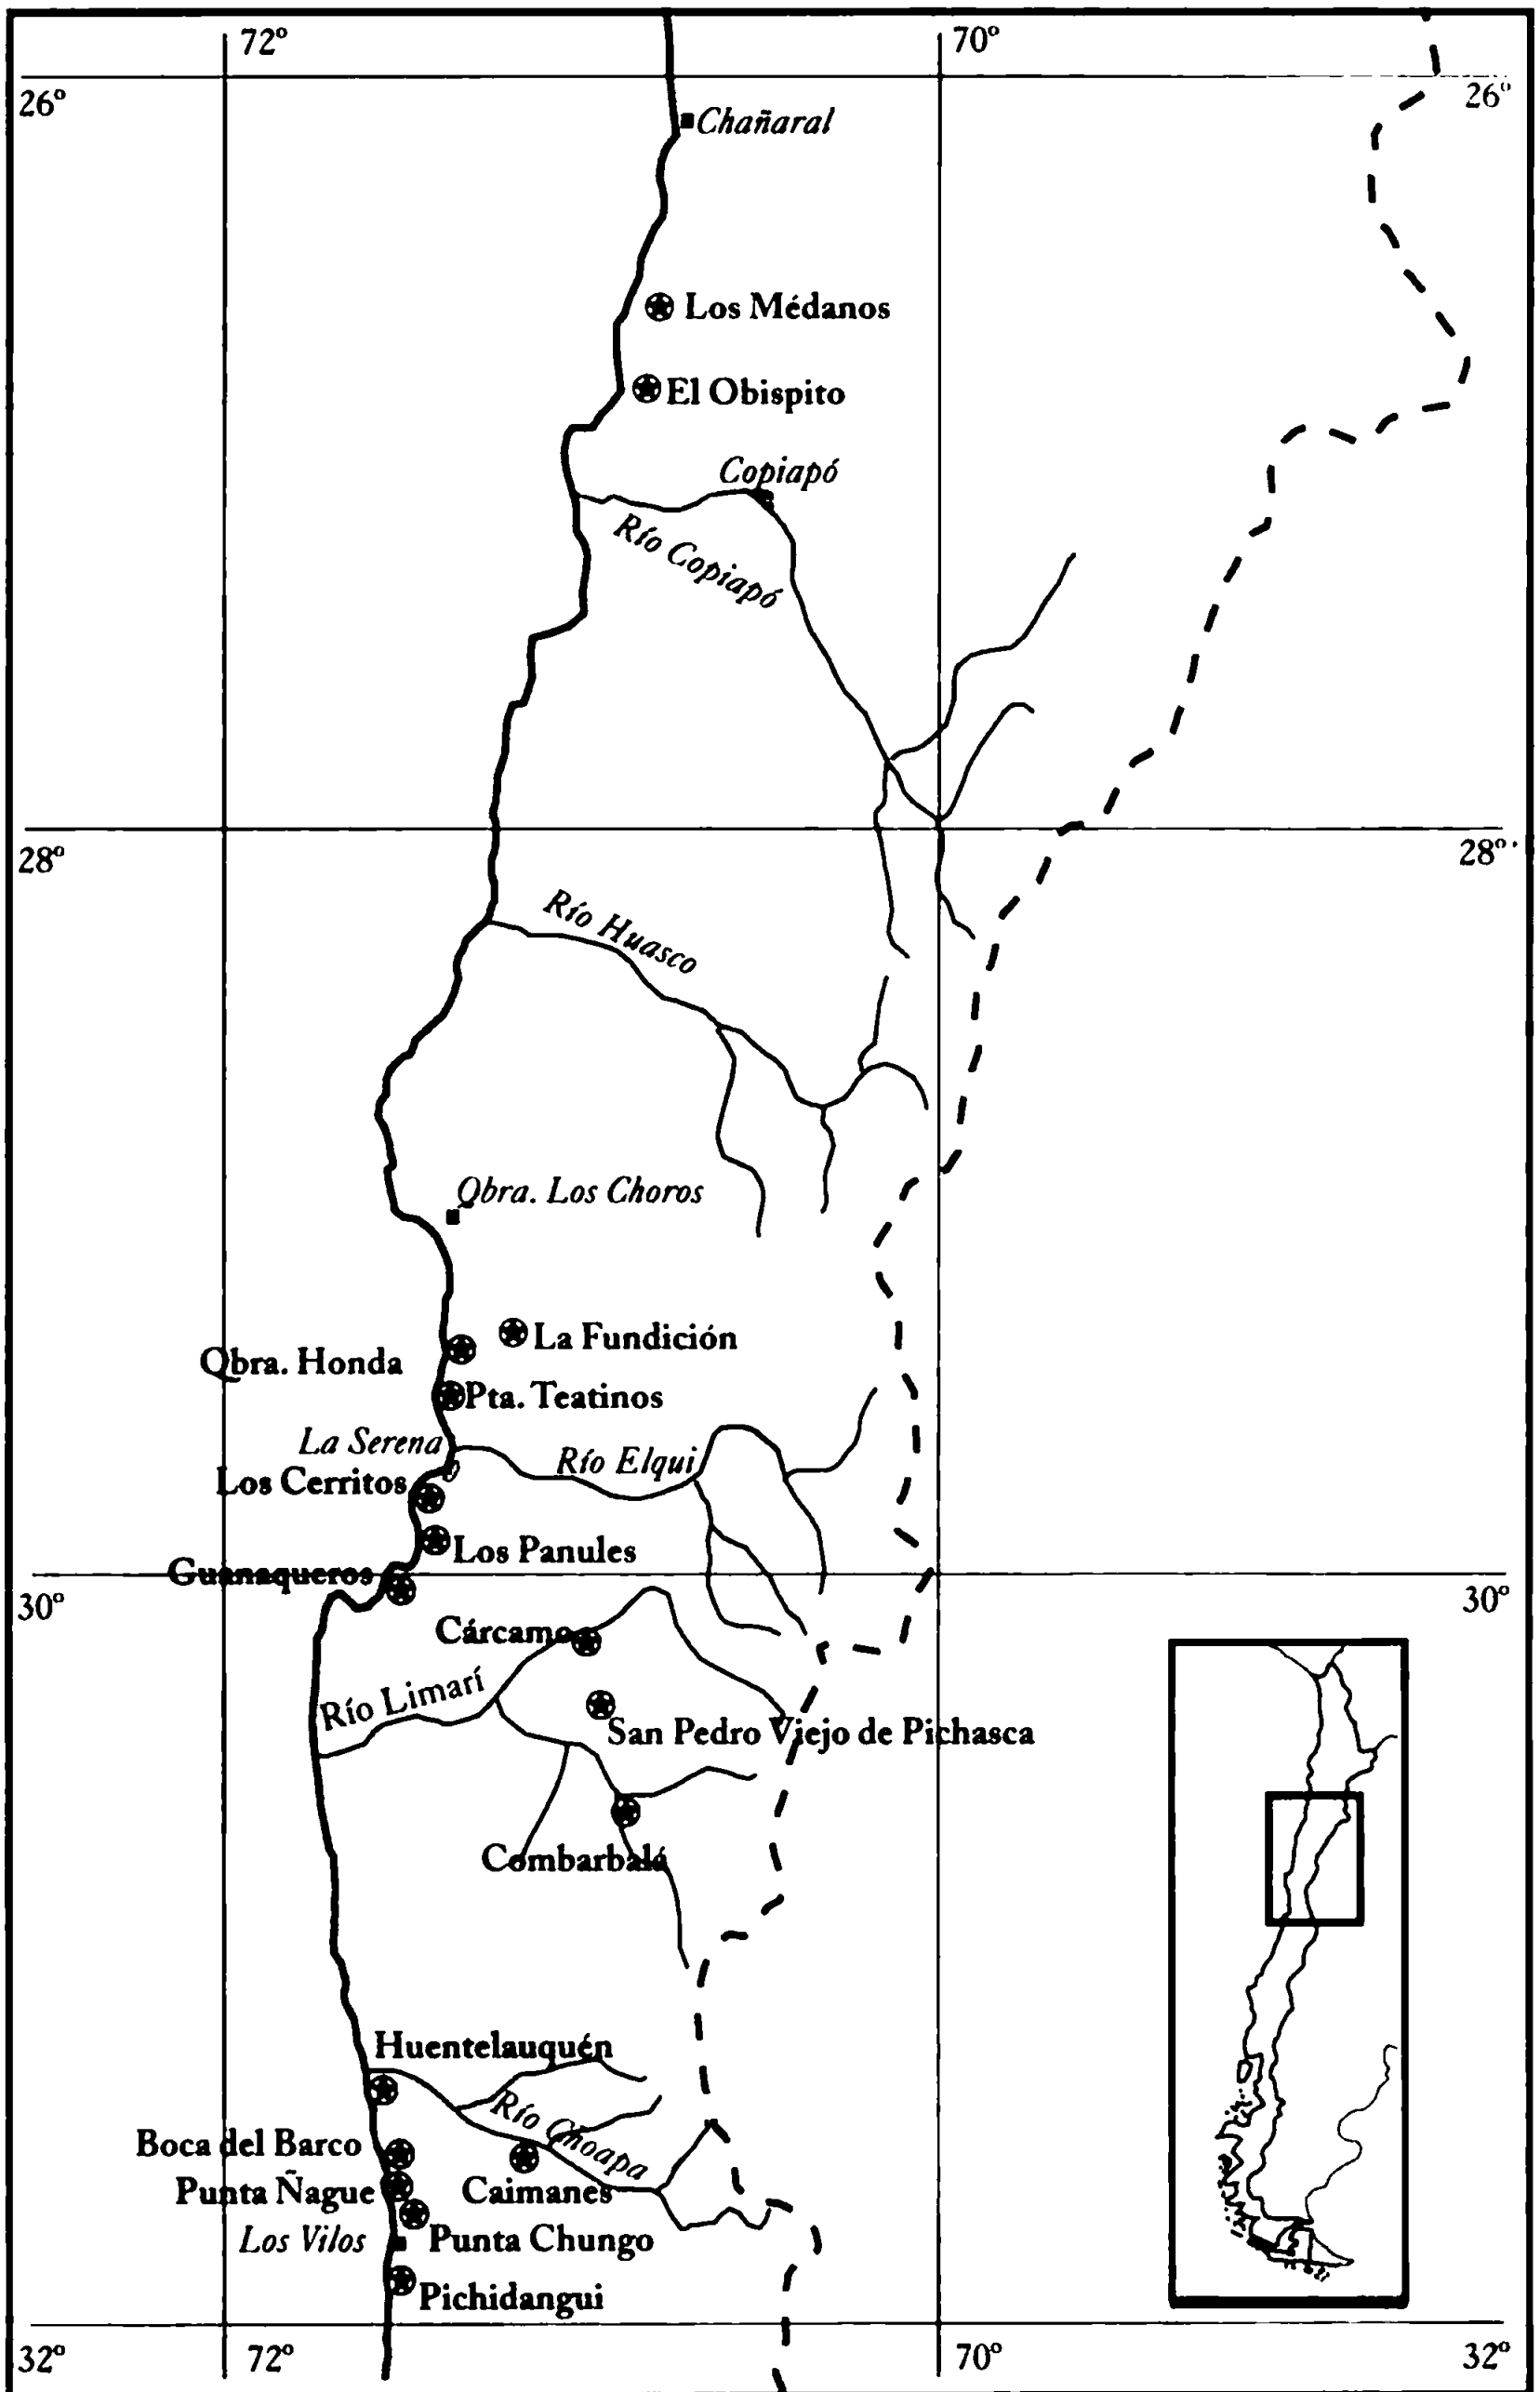 72°
70°
26°
26°
Chañaral
Los Médanos
El Obispito
Copiapó
Río Copiapó
28°
28°
Río Huasco
Qbra. Los Choros
La Fundición
Qbra. Honda
Pta. Teatinos
La Serena
Río Elqui
Los Cerritos
Los Panules
Guanaqueros
30°
30°
Cárcamo
Río Limarí
San Pedro Viejo de Pichasca
Combarbalá
Huentelauquén
Río Choapa
Boca del Barco
Punta Ñague
Caimanes
Los Vilos
Punta Chungo
Pichidangui
32°
72°
70°
32°